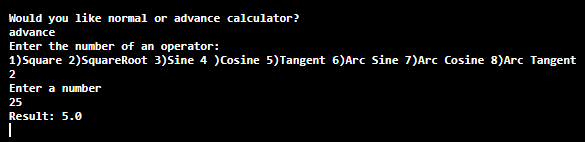 Would you like normal or advance calculator?
advance
Enter the number of an operator:
1)Square 2)SquareRoot 3)Sine 4 )Cosine 5)Tangent 6)Arc Sine 7)Arc Cosine 8)Arc Tangent
2
Enter a number
25
Result: 5.0